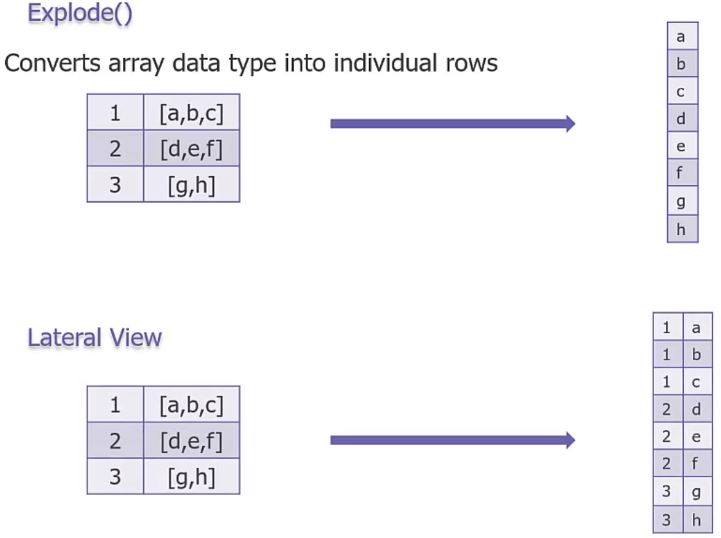 Explode()
Converts array data type into individual rows
1 [a,b,c]
2 [d,e,f]
3 [g,h]
a
b
c
d
e
f
g
h
Lateral View
1 [a,b,c]
2 [d,e,f]
3 [g,h]
1 a
1 b
1 c
2 d
2 e
2 f
3 g
3 h